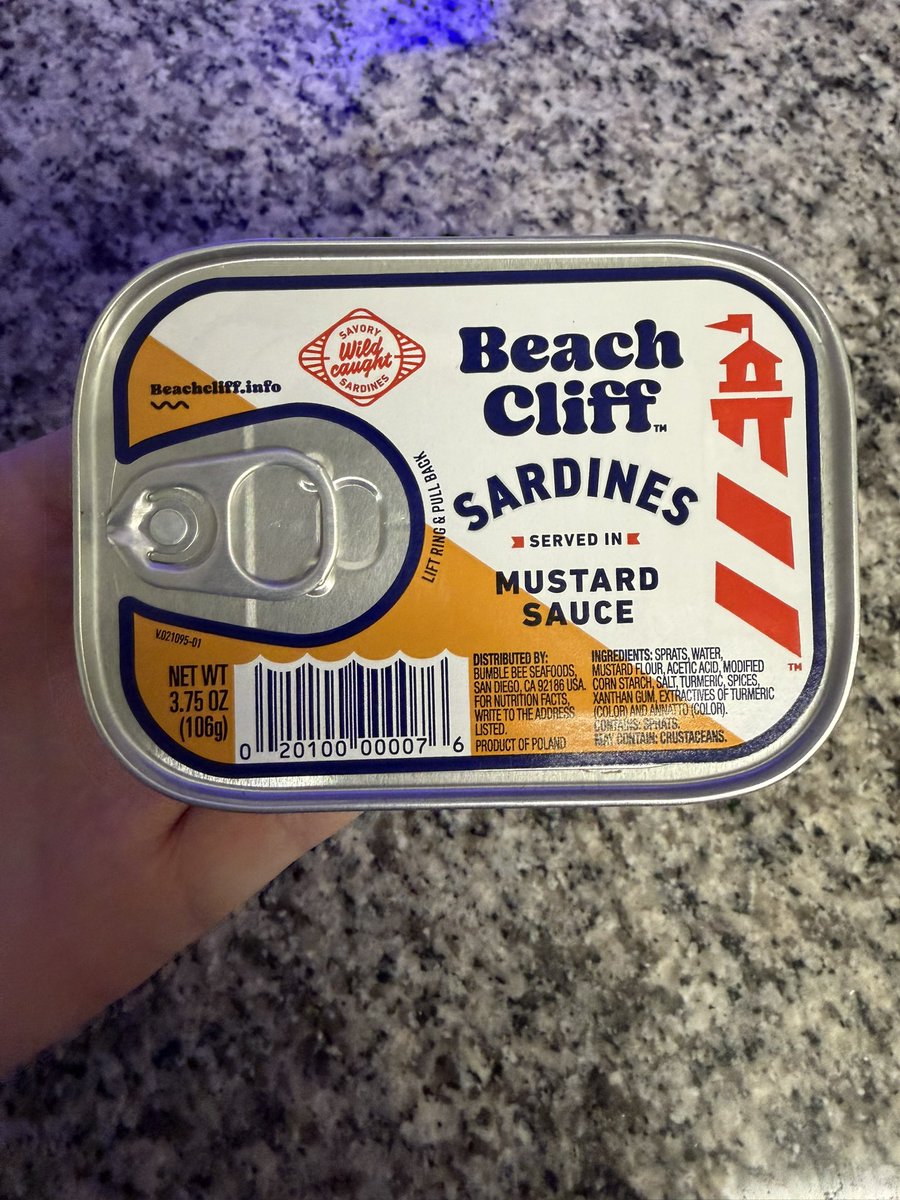 SAVORY
Wild
caught
SARDINES
Beachcliff.info
Beach
Cliff™
SARDINES
SERVED IN
MUSTARD
SAUCE
LIFT RING & PULL BACK
V.021095-01
NET WT
3.75 OZ
(106g)
0 20100 00007 6
DISTRIBUTED BY:
BUMBLE BEE SEAFOODS,
SAN DIEGO, CA 92186 USA.
FOR NUTRITION FACTS,
WRITE TO THE ADDRESS
LISTED.
PRODUCT OF POLAND
INGREDIENTS: SPRATS, WATER,
MUSTARD FLOUR, ACETIC ACID, MODIFIED
CORN STARCH, SALT, TURMERIC, SPICES,
XANTHAN GUM, EXTRACTIVES OF TURMERIC
(COLOR) AND ANNATTO (COLOR).
CONTAINS: SPRATS.
MAY CONTAIN: CRUSTACEANS.
TM